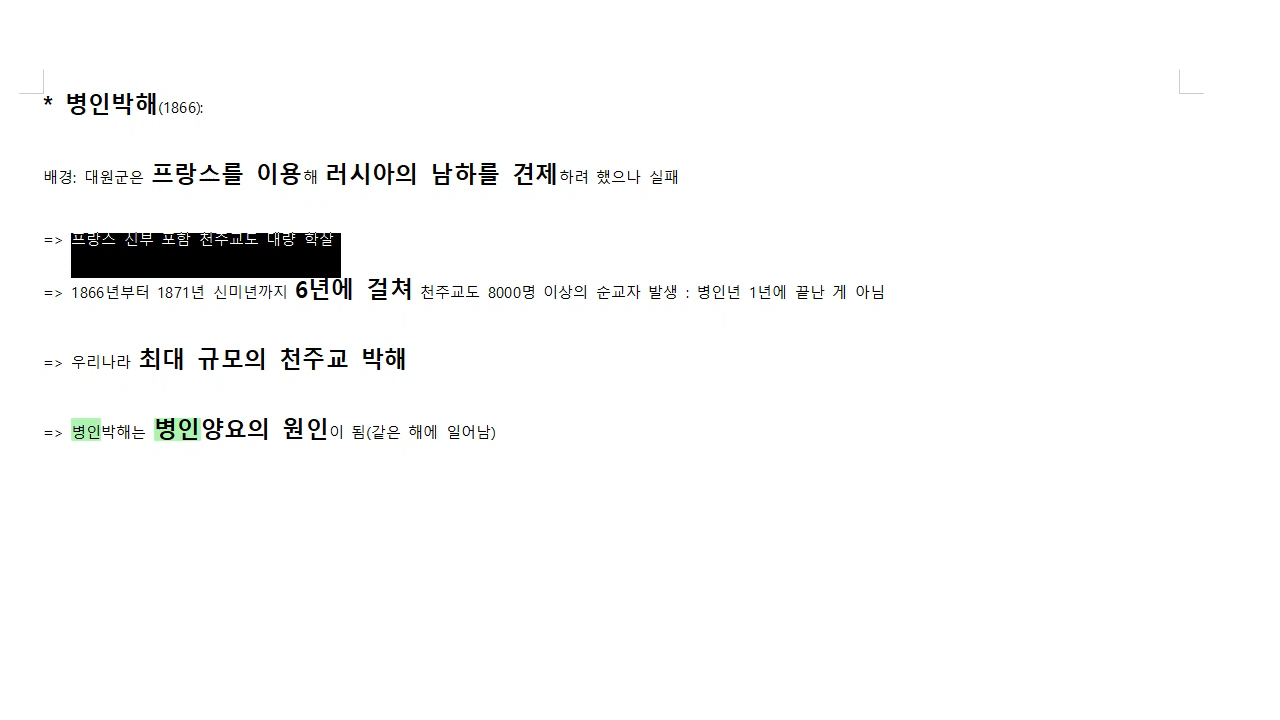 * 병인박해(1866):
배경: 대원군은 프랑스를 이용해 러시아의 남하를 견제하려 했으나 실패
=> 프랑스 신부 포함 천주교도 대량 학살
=> 1866년부터 1871년 신미년까지 6년에 걸쳐 천주교도 8000명 이상의 순교자 발생 : 병인년 1년에 끝난 게 아님
=> 우리나라 최대 규모의 천주교 박해
=> 병인박해는 병인양요의 원인이 됨(같은 해에 일어남)